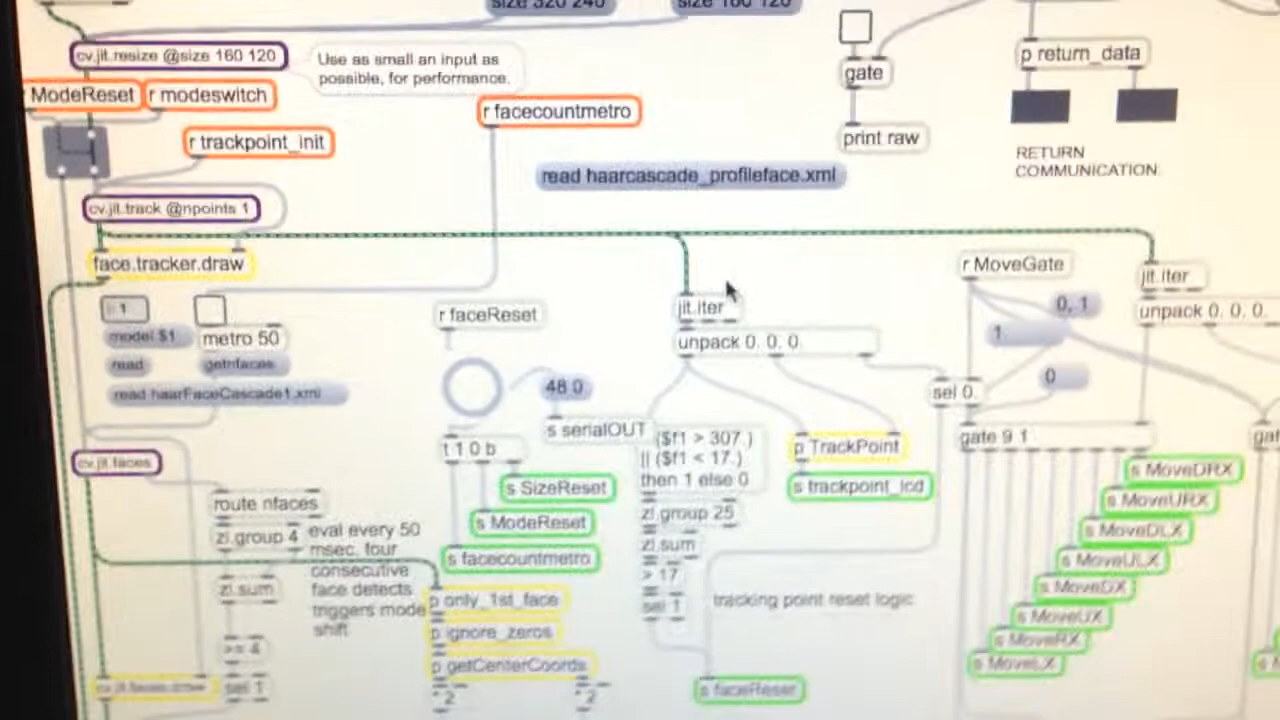 size 320 240
size 160 120
cv.jit.resize @size 160 120
Use as small an input as
possible, for performance.
ModeReset
r modeswitch
r facecountmetro
gate
p return_data
r trackpoint_init
print raw
RETURN
COMMUNICATION
read haarcascade_profileface.xml
cv.jit.track @npoints 1
face.tracker.draw
r MoveGate
jit.iter
1
r faceReset
jit.iter
0, 1
unpack 0. 0. 0.
model $1
metro 50
unpack 0. 0. 0.
1
read
getnfaces
48 0
0
read haarFaceCascade1.xml
sel 0.
s serialOUT
($f1 > 307.)
|| ($f1 < 17.)
then 1 else 0
t 1 0 b
p TrackPoint
gate 9 1
cv.jit.faces
s SizeReset
s trackpoint_lcd
s MoveDRX
route nfaces
s ModeReset
zl.group 25
s MoveURX
zl.group 4
eval every 50
msec, four
consecutive
face detects
triggers mode
shift
s facecountmetro
zl.sum
s MoveDLX
> 17
s MoveULX
zl.sum
p only_1st_face
sel 1
tracking point reset logic
s MoveDX
p ignore_zeros
s MoveUX
>= 4
p getCenterCoords
s MoveRX
s MoveLX
cv.jit.faces.draw
sel 1
s faceReset